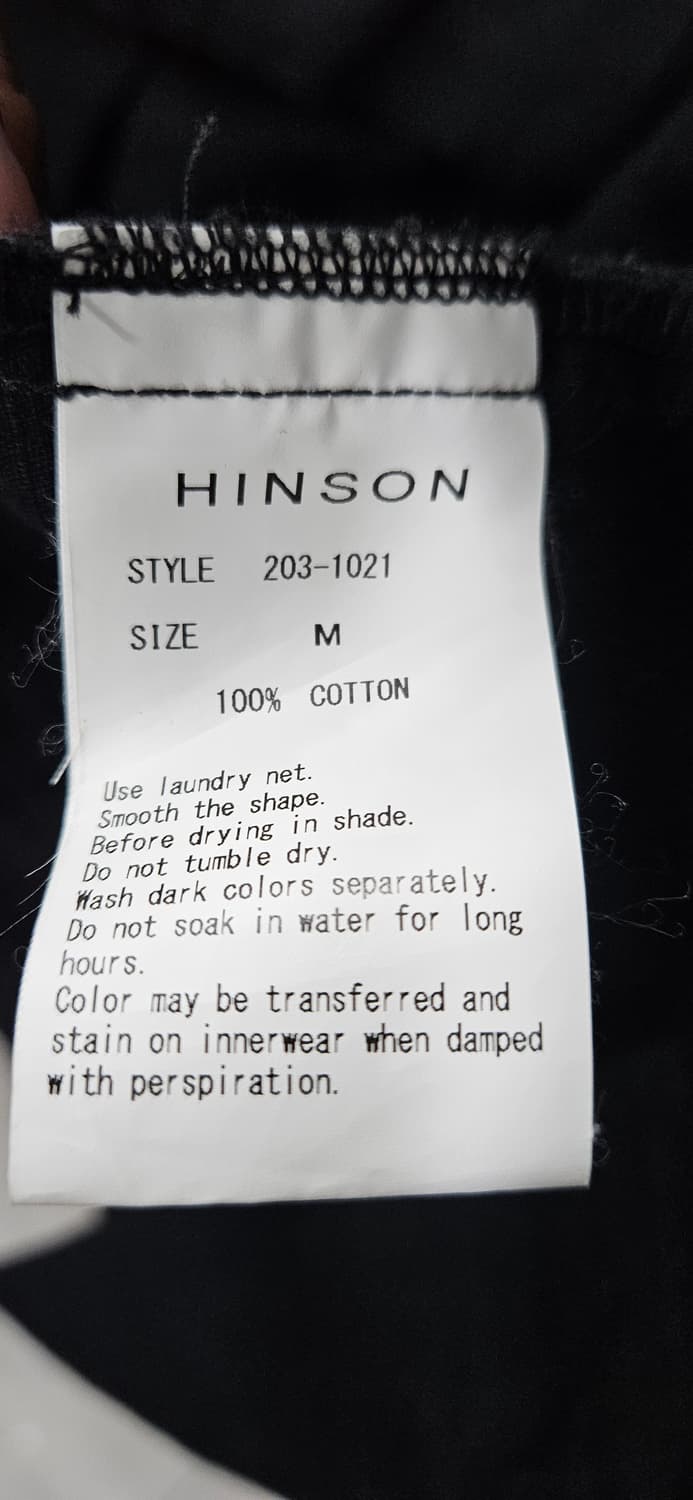 HINSON
STYLE 203-1021
SIZE M
100% COTTON
Use laundry net.
Smooth the shape.
Before drying in shade.
Do not tumble dry.
Wash dark colors separately.
Do not soak in water for long
hours.
Color may be transferred and
stain on innerwear when damped
with perspiration.